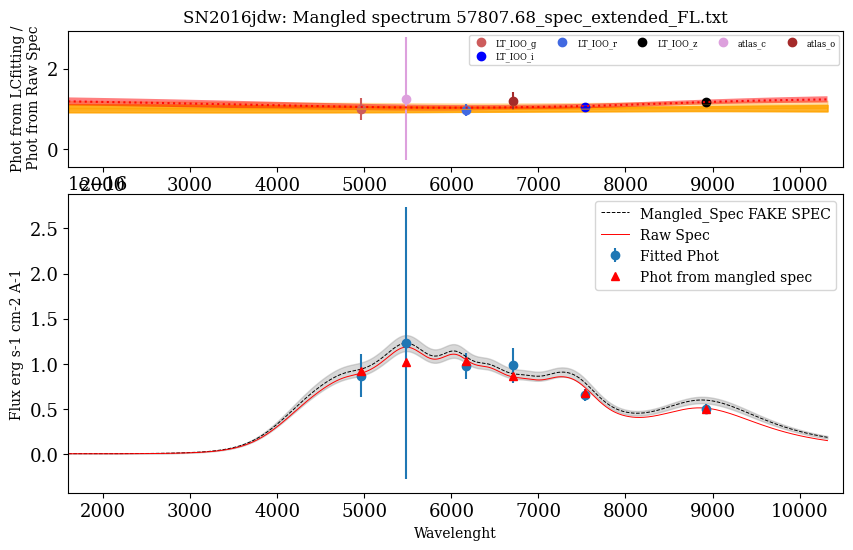 SN2016jdw: Mangled spectrum 57807.68_spec_extended_FL.txt
Phot from LCfitting /
Phot from Raw Spec
2
0
LT_IOO_g LT_IOO_r LT_IOO_z atlas_c atlas_o
LT_IOO_i
2000 3000 4000 5000 6000 7000 8000 9000 10000
Flux erg s-1 cm-2 A-1
2.5
2.0
1.5
1.0
0.5
0.0
Mangled_Spec FAKE SPEC
Raw Spec
Fitted Phot
Phot from mangled spec
2000 3000 4000 5000 6000 7000 8000 9000 10000
Wavelenght